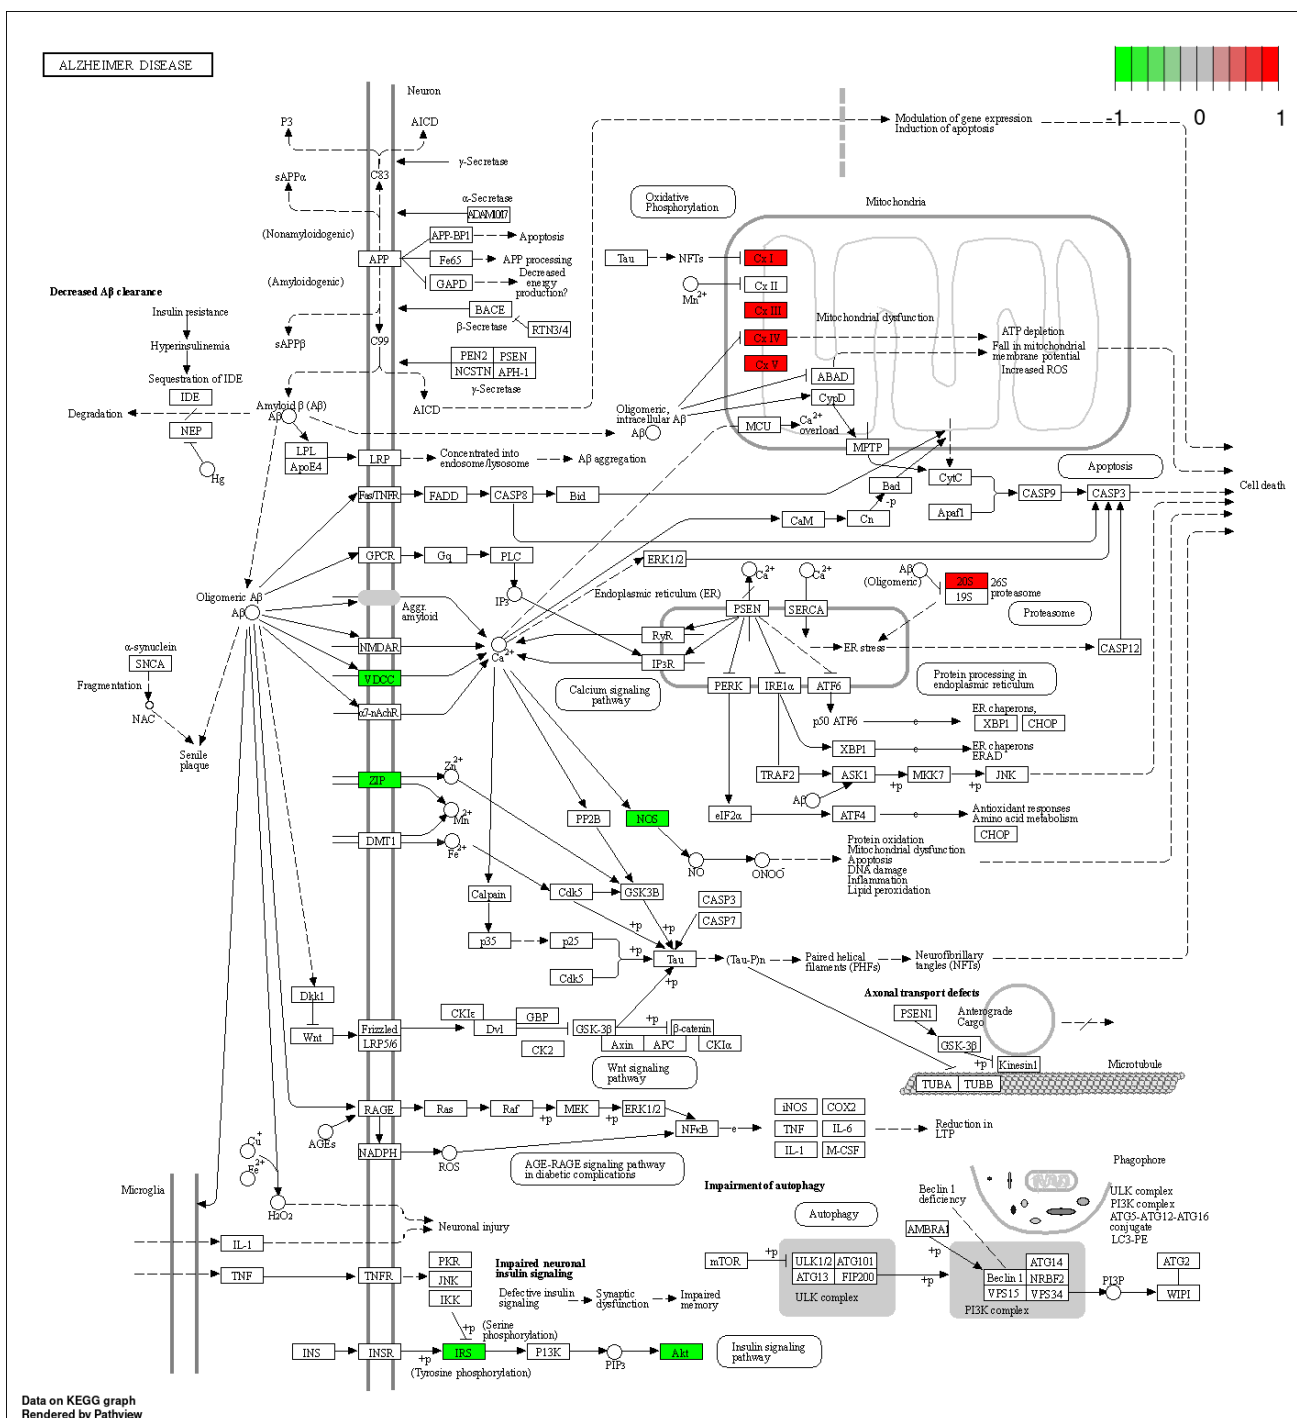 ALZHEIMER DISEASE
-1
0
1
Neuron
P3
AICD
Modulation of gene expression
Induction of apoptosis
γ-Secretase
sAPPα
C83
α-Secretase
ADAM10/17
Oxidative
Phosphorylation
Mitochondria
(Nonamyloidogenic)
APP-BP1
Apoptosis
APP
Fe65
APP processing
Tau
NFTs
Cx I
(Amyloidogenic)
GAPD
Decreased
energy
production?
Mn2+
Cx II
Decreased Aβ clearance
Insulin resistance
BACE
β-Secretase
RTN3/4
Cx III
Mitochondrial dysfunction
Hyperinsulinemia
sAPPβ
C99
Cx IV
ATP depletion
Fall in mitochondrial
membrane potential
Increased ROS
PEN2
PSEN
NCSTN
APH-1
γ-Secretase
Cx V
ABAD
Sequestration of IDE
IDE
CypD
Degradation
Amyloid β (Aβ)
Aβ
AICD
Oligomeric,
intracellular Aβ
Aβ
MCU
Ca2+
overload
NEP
MPTP
Hg
LPL
ApoE4
LRP
Concentrated into
endosome/lysosome
Aβ aggregation
Apoptosis
Fas/TNFR
FADD
CASP8
Bid
Bad
-p
CytC
CASP9
CASP3
Cell death
CaM
Cn
Apaf1
GPCR
Gq
PLC
ERK1/2
Ca2+
Ca2+
Aβ
(Oligomeric)
20S
19S
26S
proteasome
Oligomeric Aβ
Aβ
Aggr.
amyloid
IP3
Endoplasmic reticulum (ER)
PSEN
SERCA
Proteasome
α-synuclein
SNCA
NMDAR
Ca2+
RyR
IP3R
ER stress
CASP12
Fragmentation
VDCC
Calcium signaling
pathway
PERK
IRE1α
ATF6
Protein processing in
endoplasmic reticulum
NAC
α7-nAchR
p50 ATF6
e
ER chaperons,
XBP1
CHOP
Senile
plaque
XBP1
e
ER chaperons
ERAD
ZIP
Zn2+
TRAF2
ASK1
+p
MKK7
+p
JNK
Mn2+
PP2B
NOS
Aβ
eIF2α
ATF4
e
Antioxidant responses
Amino acid metabolism
CHOP
DMT1
Fe2+
NO
ONOO-
Protein oxidation
Mitochondrial dysfunction
Apoptosis
DNA damage
Inflammation
Lipid peroxidation
Calpain
Cdk5
GSK3B
CASP3
CASP7
p35
p25
+p
+p
+p
Cdk5
Tau
+p
(Tau-P)n
Paired helical
filaments (PHFs)
Neurofibrillary
tangles (NFTs)
Dkk1
Axonal transport defects
PSEN1
Anterograde
Cargo
Wnt
Frizzled
LRP5/6
CKIε
Dvl
GBP
CK2
GSK-3β
+p
β-catenin
Axin
APC
CKIα
GSK-3β
+p
Kinesin1
Microtubule
Wnt signaling
pathway
TUBA
TUBB
RAGE
Ras
Raf
+p
MEK
+p
ERK1/2
iNOS
COX2
AGEs
NFκB
e
TNF
IL-6
IL-1
M-CSF
Reduction in
LTP
Cu+
Fe2+
NADPH
ROS
AGE-RAGE signaling pathway
in diabetic complications
Phagophore
Microglia
H2O2
Impairment of autophagy
Beclin 1
deficiency
ULK complex
PI3K complex
ATG5-ATG12-ATG16
conjugate
LC3-PE
Neuronal injury
Autophagy
AMBRA1
IL-1
PKR
JNK
IKK
Impaired neuronal
insulin signaling
mTOR
+p
ULK1/2
ATG101
ATG13
FIP200
ULK complex
+p
+p
ATG14
Beclin 1
NRBF2
VPS15
VPS34
PI3K complex
PI3P
ATG2
WIPI
TNF
TNFR
Defective insulin
signaling
Synaptic
dysfunction
Impaired
memory
+p
(Serine
phosphorylation)
INS
INSR
+p
IRS
PI3K
PIP3
Akt
Insulin signaling
pathway
(Tyrosine phosphorylation)
Data on KEGG graph
Rendered by Pathview